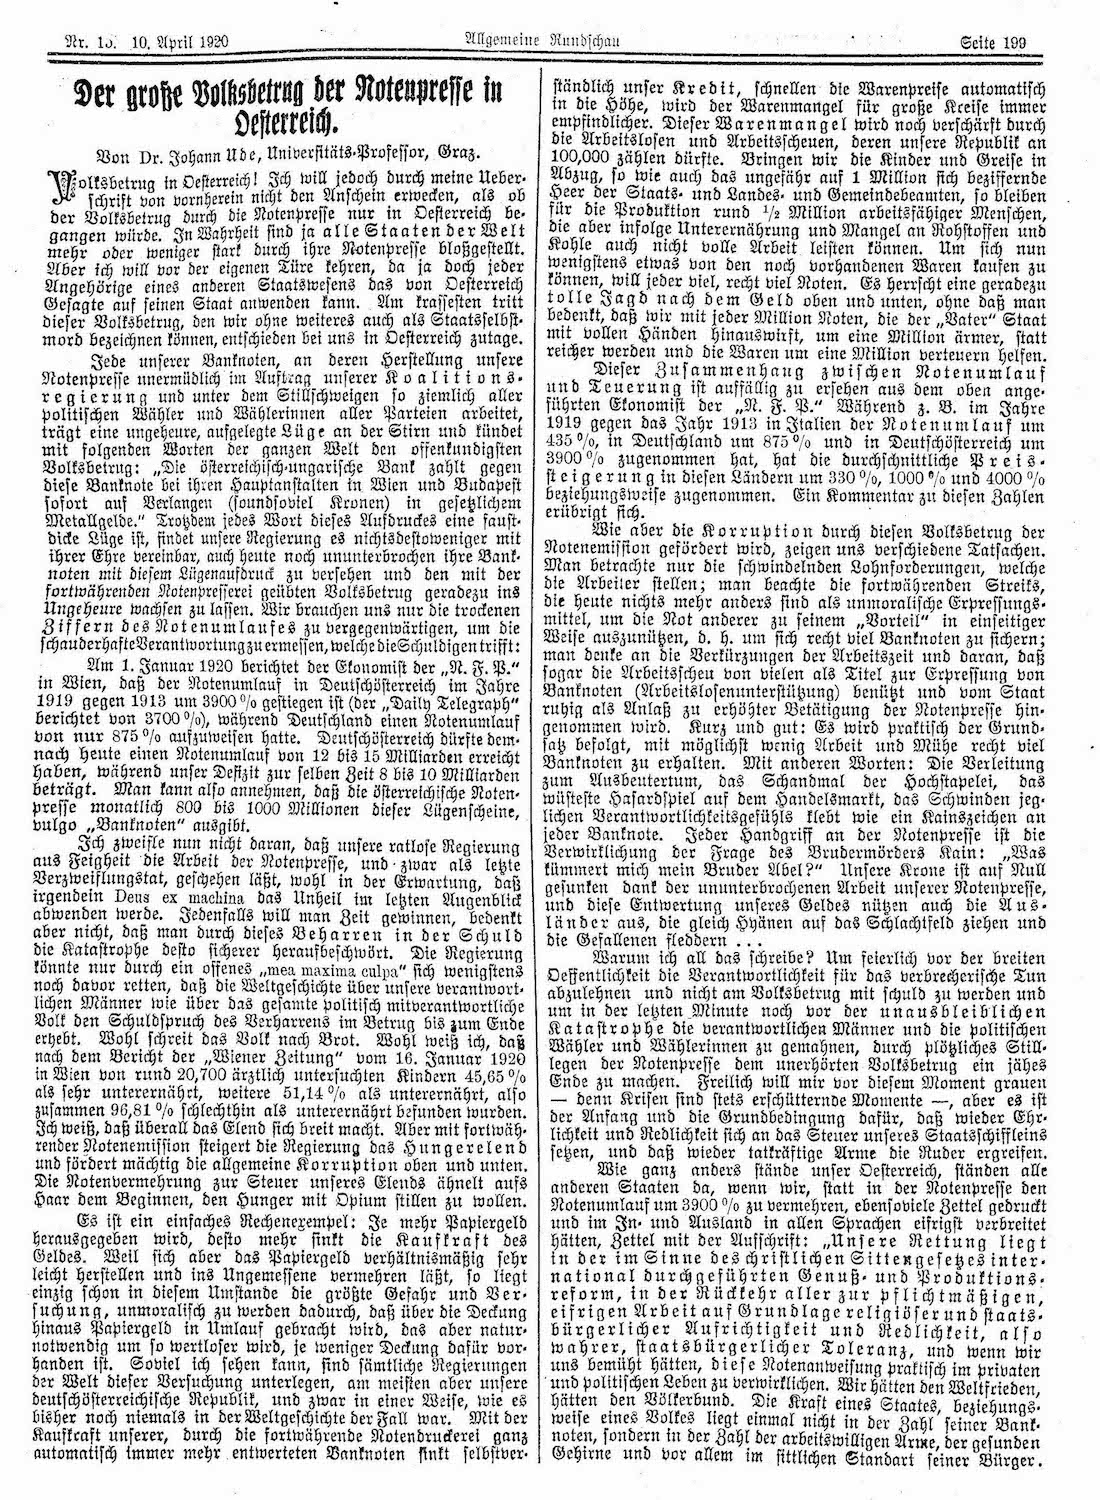 Nr. 15. 10. April 1920
Allgemeine Rundschau
Seite 199
Der große Volksbetrug der Notenpresse in
Oesterreich.
Von Dr. Johann Ude, Universitäts-Professor, Graz.
Volksbetrug in Oesterreich! Ich will jedoch durch meine Ueber-
schrift von vornherein nicht den Anschein erwecken, als ob
der Volksbetrug durch die Notenpresse nur in Oesterreich be-
gangen würde. In Wahrheit sind ja alle Staaten der Welt
mehr oder weniger stark durch ihre Notenpresse bloßgestellt.
Aber ich will vor der eigenen Türe kehren, da ja doch jeder
Angehörige eines anderen Staatswesens das von Oesterreich
Gesagte auf seinen Staat anwenden kann. Am krassesten tritt
dieser Volksbetrug, den wir ohne weiteres auch als Staatsselbst-
mord bezeichnen können, entschieden bei uns in Oesterreich zutage.
Jede unserer Banknoten, an deren Herstellung unsere
Notenpresse unermüdlich im Auftrag unserer Koalitions-
regierung und unter dem Stillschweigen so ziemlich aller
politischen Wähler und Wählerinnen aller Parteien arbeitet,
trägt eine ungeheure, aufgelegte Lüge an der Stirn und kündet
mit folgenden Worten der ganzen Welt den offenkundigsten
Volksbetrug: „Die österreichisch-ungarische Bank zahlt gegen
diese Banknote bei ihren Hauptanstalten in Wien und Budapest
sofort auf Verlangen (soundsoviel Kronen) in gesetzlichem
Metallgelde.“ Trotzdem jedes Wort dieses Aufdruckes eine faust-
dicke Lüge ist, findet unsere Regierung es nichtsdestoweniger mit
ihrer Ehre vereinbar, auch heute noch ununterbrochen ihre Bank-
noten mit diesem Lügenaufdruck zu versehen und den mit der
fortwährenden Notenpresserei geübten Volksbetrug geradezu ins
Ungeheure wachsen zu lassen. Wir brauchen uns nur die trockenen
Ziffern des Notenumlaufes zu vergegenwärtigen, um die
schauderhafte Verantwortung zu ermessen, welche die Schuldigen trifft:
Am 1. Januar 1920 berichtet der Ekonomist der „N. F. P.“
in Wien, daß der Notenumlauf in Deutschösterreich im Jahre
1919 gegen 1913 um 3900% gestiegen ist (der „Daily Telegraph“
berichtet von 3700%), während Deutschland einen Notenumlauf
von nur 875% aufzuweisen hatte. Deutschösterreich dürfte dem-
nach heute einen Notenumlauf von 12 bis 15 Milliarden erreicht
haben, während unser Defizit zur selben Zeit 8 bis 10 Milliarden
beträgt. Man kann also annehmen, daß die österreichische Noten-
presse monatlich 800 bis 1000 Millionen dieser Lügenscheine,
vulgo „Banknoten“ ausgibt.
Ich zweifle nun nicht daran, daß unsere ratlose Regierung
aus Feigheit die Arbeit der Notenpresse, und zwar als letzte
Verzweiflungstat, geschehen läßt, wohl in der Erwartung, daß
irgendein Deus ex machina das Unheil im letzten Augenblick
abwenden werde. Jedenfalls will man Zeit gewinnen, bedenkt
aber nicht, daß man durch dieses Beharren in der Schuld
die Katastrophe desto sicherer heraufbeschwört. Die Regierung
könnte nur durch ein offenes „mea maxima culpa“ sich wenigstens
noch davor retten, daß die Weltgeschichte über unsere verantwort-
lichen Männer wie über das gesamte politisch mitverantwortliche
Volk den Schuldspruch des Verharrens im Betrug bis zum Ende
erhebt. Wohl schreit das Volk nach Brot. Wohl weiß ich, daß
nach dem Bericht der „Wiener Zeitung“ vom 16. Januar 1920
in Wien von rund 20,700 ärztlich untersuchten Kindern 45,65%
als sehr unterernährt, weitere 51,14% als unterernährt, also
zusammen 96,81% schlechthin als unterernährt befunden wurden.
Ich weiß, daß überall das Elend sich breit macht. Aber mit fortwäh-
render Notenemission steigert die Regierung das Hungerelend
und fördert mächtig die allgemeine Korruption oben und unten.
Die Notenvermehrung zur Steuer unseres Elends ähnelt aufs
Haar dem Beginnen, den Hunger mit Opium stillen zu wollen.
Es ist ein einfaches Rechenexempel: Je mehr Papiergeld
herausgegeben wird, desto mehr sinkt die Kaufkraft des
Geldes. Weil sich aber das Papiergeld verhältnismäßig sehr
leicht herstellen und ins Ungemessene vermehren läßt, so liegt
einzig schon in diesem Umstande die größte Gefahr und Ver-
suchung, unmoralisch zu werden dadurch, daß über die Deckung
hinaus Papiergeld in Umlauf gebracht wird, das aber natur-
notwendig um so wertloser wird, je weniger Deckung dafür vor-
handen ist. Soviel ich sehen kann, sind sämtliche Regierungen
der Welt dieser Versuchung unterlegen, am meisten aber unsere
deutschösterreichische Republik, und zwar in einer Weise, wie es
bisher noch niemals in der Weltgeschichte der Fall war. Mit der
Kaufkraft unserer, durch die fortwährende Notendruckerei ganz
automatisch immer mehr entwerteten Banknoten sinkt selbstver-
ständlich unser Kredit, schnellen die Warenpreise automatisch
in die Höhe, wird der Warenmangel für große Kreise immer
empfindlicher. Dieser Warenmangel wird noch verschärft durch
die Arbeitslosen und Arbeitsscheuen, deren unsere Republik an
100,000 zählen dürfte. Bringen wir die Kinder und Greise in
Abzug, so wie auch das ungefähr auf 1 Million sich beziffernde
Heer der Staats- und Landes- und Gemeindebeamten, so bleiben
für die Produktion rund 1/2 Million arbeitsfähiger Menschen,
die aber infolge Unterernährung und Mangel an Rohstoffen und
Kohle auch nicht volle Arbeit leisten können. Um sich nun
wenigstens etwas von den noch vorhandenen Waren kaufen zu
können, will jeder viel, recht viel Noten. Es herrscht eine geradezu
tolle Jagd nach dem Geld oben und unten, ohne daß man
bedenkt, daß wir mit jeder Million Noten, die der „Vater“ Staat
mit vollen Händen hinauswirft, um eine Million ärmer, statt
reicher werden und die Waren um eine Million verteuern helfen.
Dieser Zusammenhang zwischen Notenumlauf
und Teuerung ist auffällig zu ersehen aus dem oben ange-
führten Ekonomist der „N. F. P.“ Während z. B. im Jahre
1919 gegen das Jahr 1913 in Italien der Notenumlauf um
435%, in Deutschland um 875% und in Deutschösterreich um
3900% zugenommen hat, hat die durchschnittliche Preis-
steigerung in diesen Ländern um 330%, 1000% und 4000%
beziehungsweise zugenommen. Ein Kommentar zu diesen Zahlen
erübrigt sich.
Wie aber die Korruption durch diesen Volksbetrug der
Notenemission gefördert wird, zeigen uns verschiedene Tatsachen.
Man betrachte nur die schwindelnden Lohnforderungen, welche
die Arbeiter stellen; man beachte die fortwährenden Streiks,
die heute nichts mehr anders sind als unmoralische Erpressungs-
mittel, um die Not anderer zu seinem „Vorteil“ in einseitiger
Weise auszunützen, d. h. um sich recht viel Banknoten zu sichern;
man denke an die Verkürzungen der Arbeitszeit und daran, daß
sogar die Arbeitsscheu von vielen als Titel zur Erpressung von
Banknoten (Arbeitslosenunterstützung) benützt und vom Staat
ruhig als Anlaß zu erhöhter Betätigung der Notenpresse hin-
genommen wird. Kurz und gut: Es wird praktisch der Grund-
satz befolgt, mit möglichst wenig Arbeit und Mühe recht viel
Banknoten zu erhalten. Mit anderen Worten: Die Verleitung
zum Ausbeutertum, das Schandmal der Hochstapelei, das
wüsteste Hasardspiel auf dem Handelsmarkt, das Schwinden jeg-
lichen Verantwortlichkeitsgefühls klebt wie ein Kainszeichen an
jeder Banknote. Jeder Handgriff an der Notenpresse ist die
Verwirklichung der Frage des Brudermörders Kain: „Was
kümmert mich mein Bruder Abel?“ Unsere Krone ist auf Null
gesunken dank der ununterbrochenen Arbeit unserer Notenpresse,
und diese Entwertung unseres Geldes nützen auch die Aus-
länder aus, die gleich Hyänen auf das Schlachtfeld ziehen und
die Gefallenen fleddern ...
Warum ich all das schreibe? Um feierlich vor der breiten
Oeffentlichkeit die Verantwortlichkeit für das verbrecherische Tun
abzulehnen und nicht am Volksbetrug mit schuld zu werden und
um in der letzten Minute noch vor der unausbleiblichen
Katastrophe die verantwortlichen Männer und die politischen
Wähler und Wählerinnen zu gemahnen, durch plötzliches Still-
legen der Notenpresse dem unerhörten Volksbetrug ein jähes
Ende zu machen. Freilich will mir vor diesem Moment grauen
— denn Krisen sind stets erschütternde Momente —, aber es ist
der Anfang und die Grundbedingung dafür, daß wieder Ehr-
lichkeit und Redlichkeit sich an das Steuer unseres Staatsschiffleins
setzen, und daß wieder tatkräftige Arme die Ruder ergreifen.
Wie ganz anders stände unser Oesterreich, ständen alle
anderen Staaten da, wenn wir, statt in der Notenpresse den
Notenumlauf um 3900% zu vermehren, ebensoviele Zettel gedruckt
und im In- und Ausland in allen Sprachen eifrigst verbreitet
hätten, Zettel mit der Aufschrift: „Unsere Rettung liegt
in der im Sinne des christlichen Sittengesetzes inter-
national durchgeführten Genuß- und Produktions-
reform, in der Rückkehr aller zur pflichtmäßigen,
eifrigen Arbeit auf Grundlage religiöser und staats-
bürgerlicher Aufrichtigkeit und Redlichkeit, also
wahrer, staatsbürgerlicher Toleranz, und wenn wir
uns bemüht hätten, diese Notenanweisung praktisch im privaten
und politischen Leben zu verwirklichen. Wir hätten den Weltfrieden,
hätten den Völkerbund. Die Kraft eines Staates, beziehungs-
weise eines Volkes liegt einmal nicht in der Zahl seiner Bank-
noten, sondern in der Zahl der arbeitswilligen Arme, der gesunden
Gehirne und vor allem im sittlichen Standart seiner Bürger.